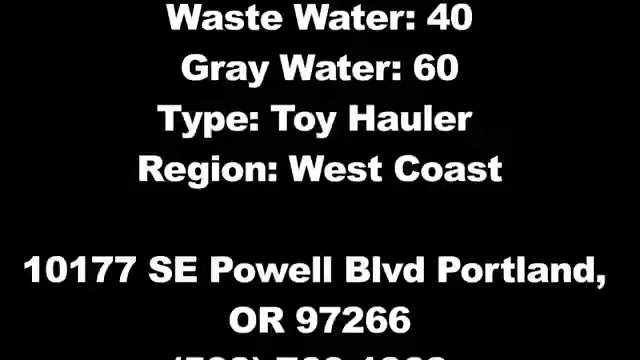 Waste Water: 40
Gray Water: 60
Type: Toy Hauler
Region: West Coast
10177 SE Powell Blvd Portland,
OR 97266